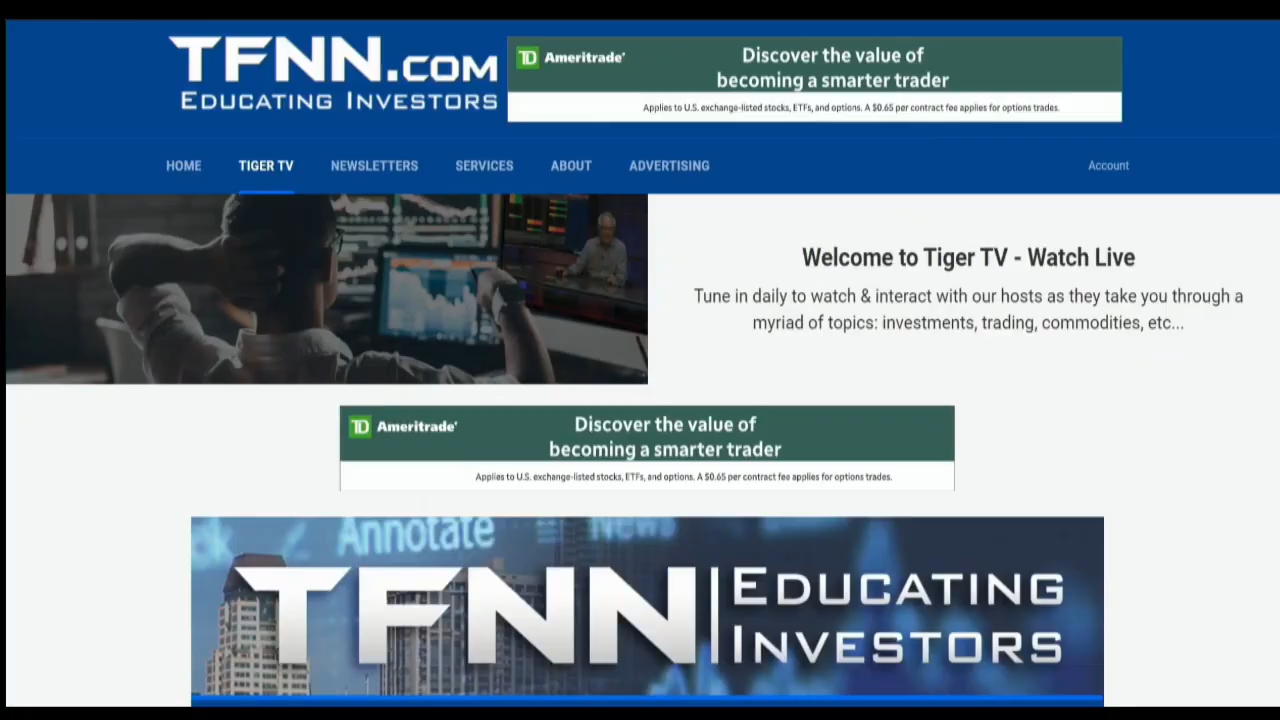 TFNN.COM
EDUCATING INVESTORS
TD Ameritrade
Discover the value of
becoming a smarter trader
Applies to U.S. exchange-listed stocks, ETFs, and options. A $0.65 per contract fee applies for options trades.
HOME TIGER TV NEWSLETTERS SERVICES ABOUT ADVERTISING Account
Welcome to Tiger TV - Watch Live
Tune in daily to watch & interact with our hosts as they take you through a
myriad of topics: investments, trading, commodities, etc...
TD Ameritrade
Discover the value of
becoming a smarter trader
Applies to U.S. exchange-listed stocks, ETFs, and options. A $0.65 per contract fee applies for options trades.
ck Annotate News
TFNN EDUCATING
INVESTORS